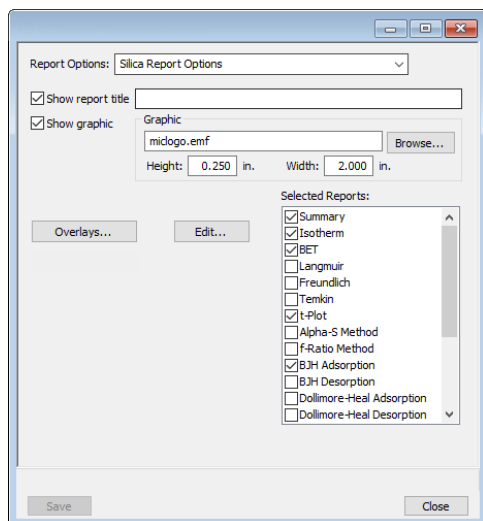 Report Options: Silica Report Options
Show report title
Show graphic
Graphic
miclogo.emf Browse...
Height: 0.250 in. Width: 2.000 in.
Selected Reports:
Overlays... Edit...
Summary
Isotherm
BET
Langmuir
Freundlich
Temkin
t-Plot
Alpha-S Method
f-Ratio Method
BJH Adsorption
BJH Desorption
Dollimore-Heal Adsorption
Dollimore-Heal Desorption
Save Close